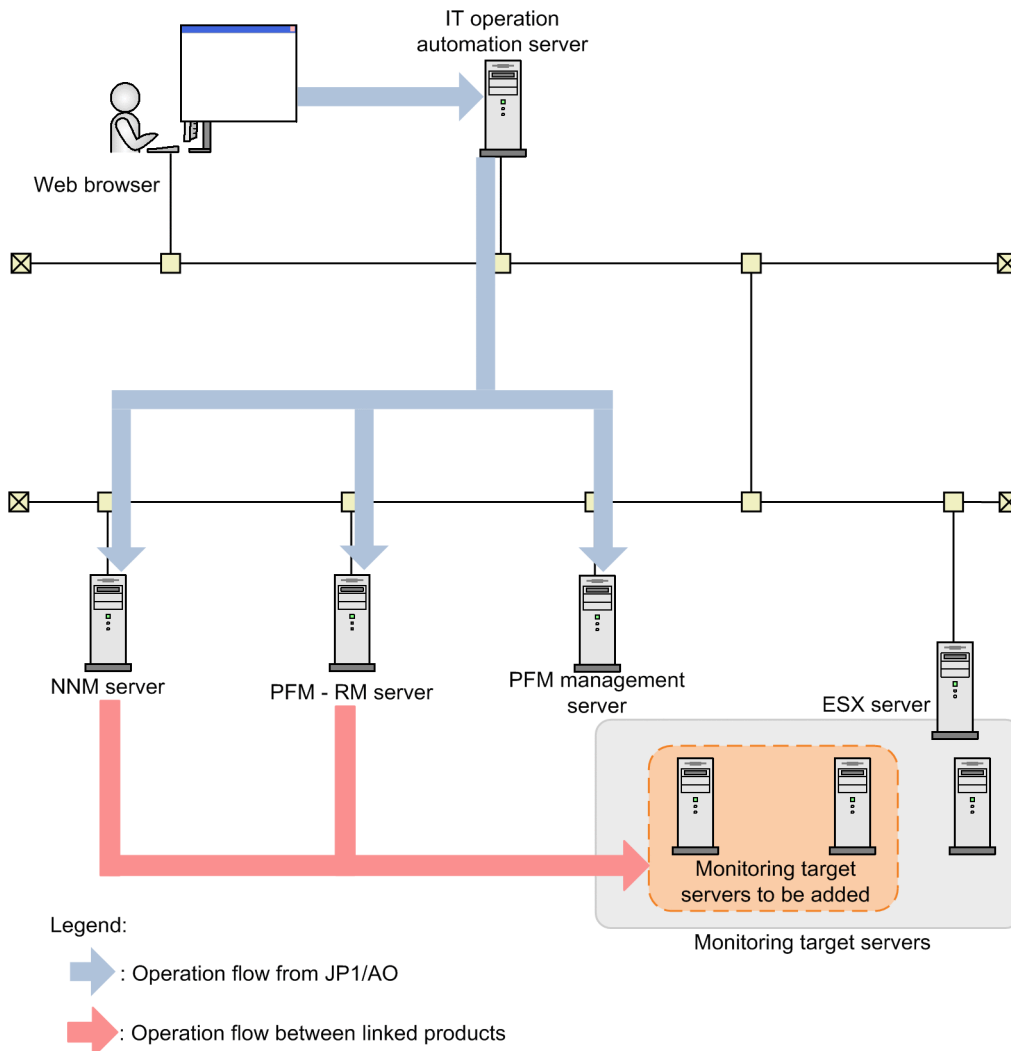 IT operation
automation server
Web browser
NNM server
PFM - RM server
PFM management
server
ESX server
Monitoring target
servers to be added
Monitoring target servers
Legend:
: Operation flow from JP1/AO
: Operation flow between linked products